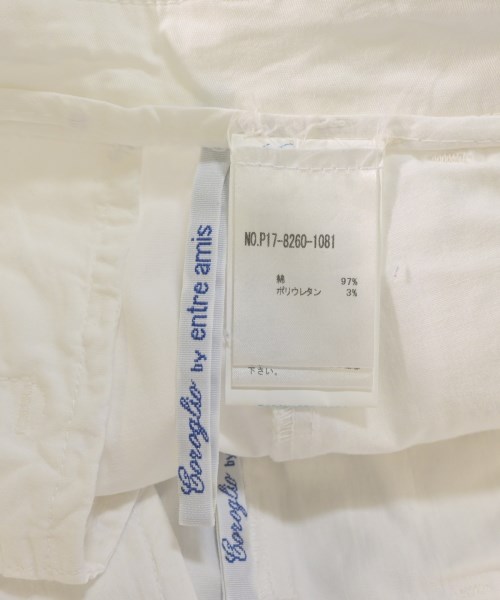 NO.P17-8260-1081
綿 97%
ポリウレタン 3%
下さい。
Coroglio by entre amis
Coroglio by